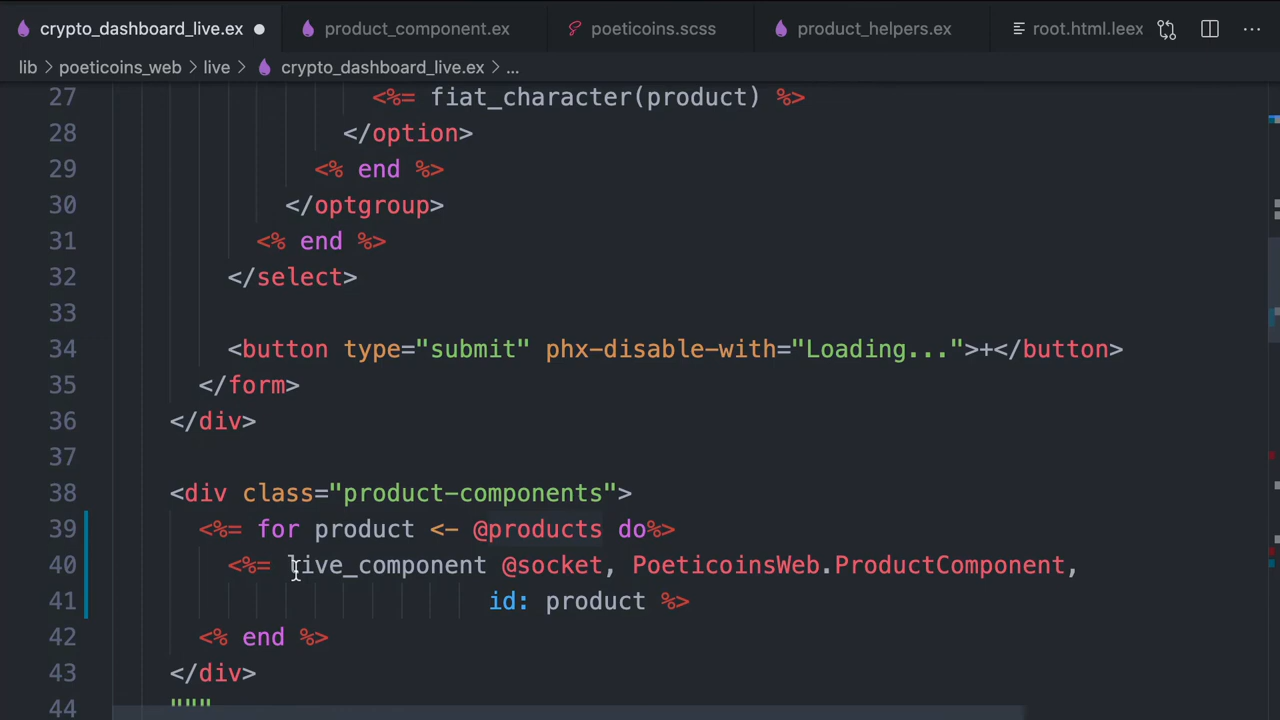 crypto_dashboard_live.ex product_component.ex poeticoins.scss product_helpers.ex root.html.leex ...
lib > poeticoins_web > live > crypto_dashboard_live.ex > ...
27 <%= fiat_character(product) %>
28 </option>
29 <% end %>
30 </optgroup>
31 <% end %>
32 </select>
33
34 <button type="submit" phx-disable-with="Loading...">+</button>
35 </form>
36 </div>
37
38 <div class="product-components">
39 <%= for product <- @products do%>
40 <%= live_component @socket, PoeticoinsWeb.ProductComponent,
41 id: product %>
42 <% end %>
43 </div>
44 """